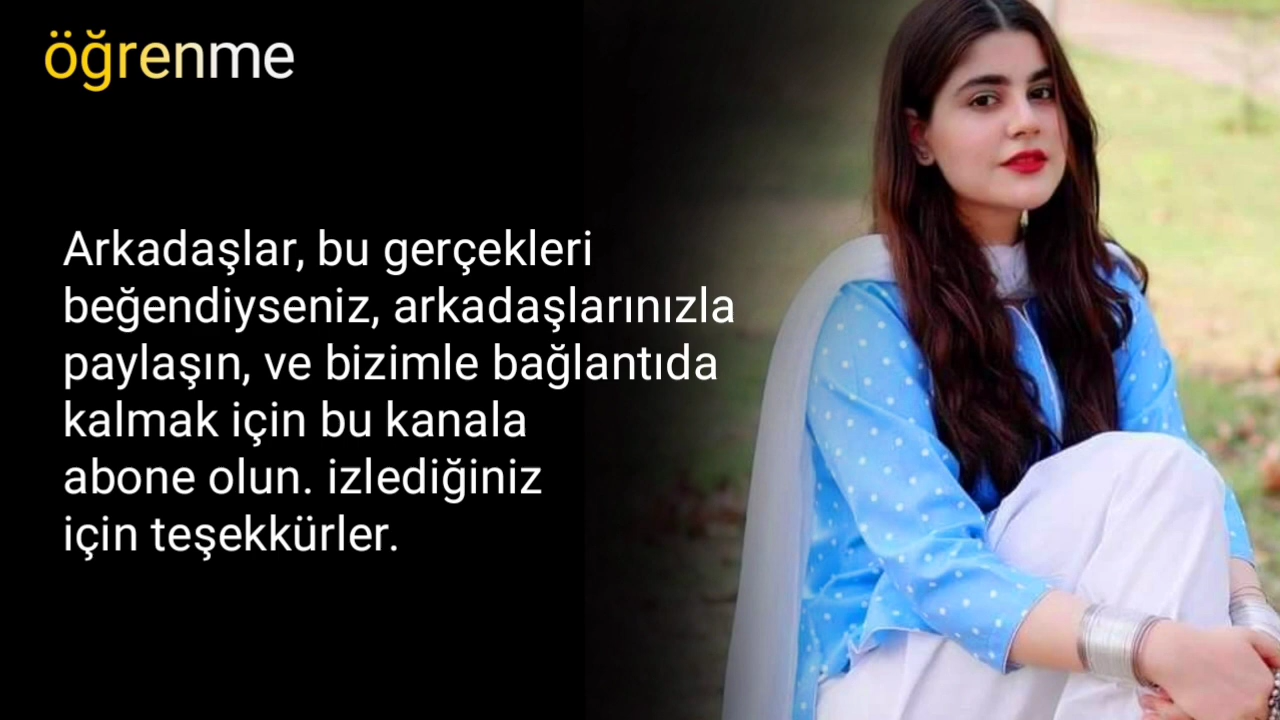 öğrenme
Arkadaşlar, bu gerçekleri
beğendiyseniz, arkadaşlarınızla
paylaşın, ve bizimle bağlantıda
kalmak için bu kanala
abone olun. izlediğiniz
için teşekkürler.